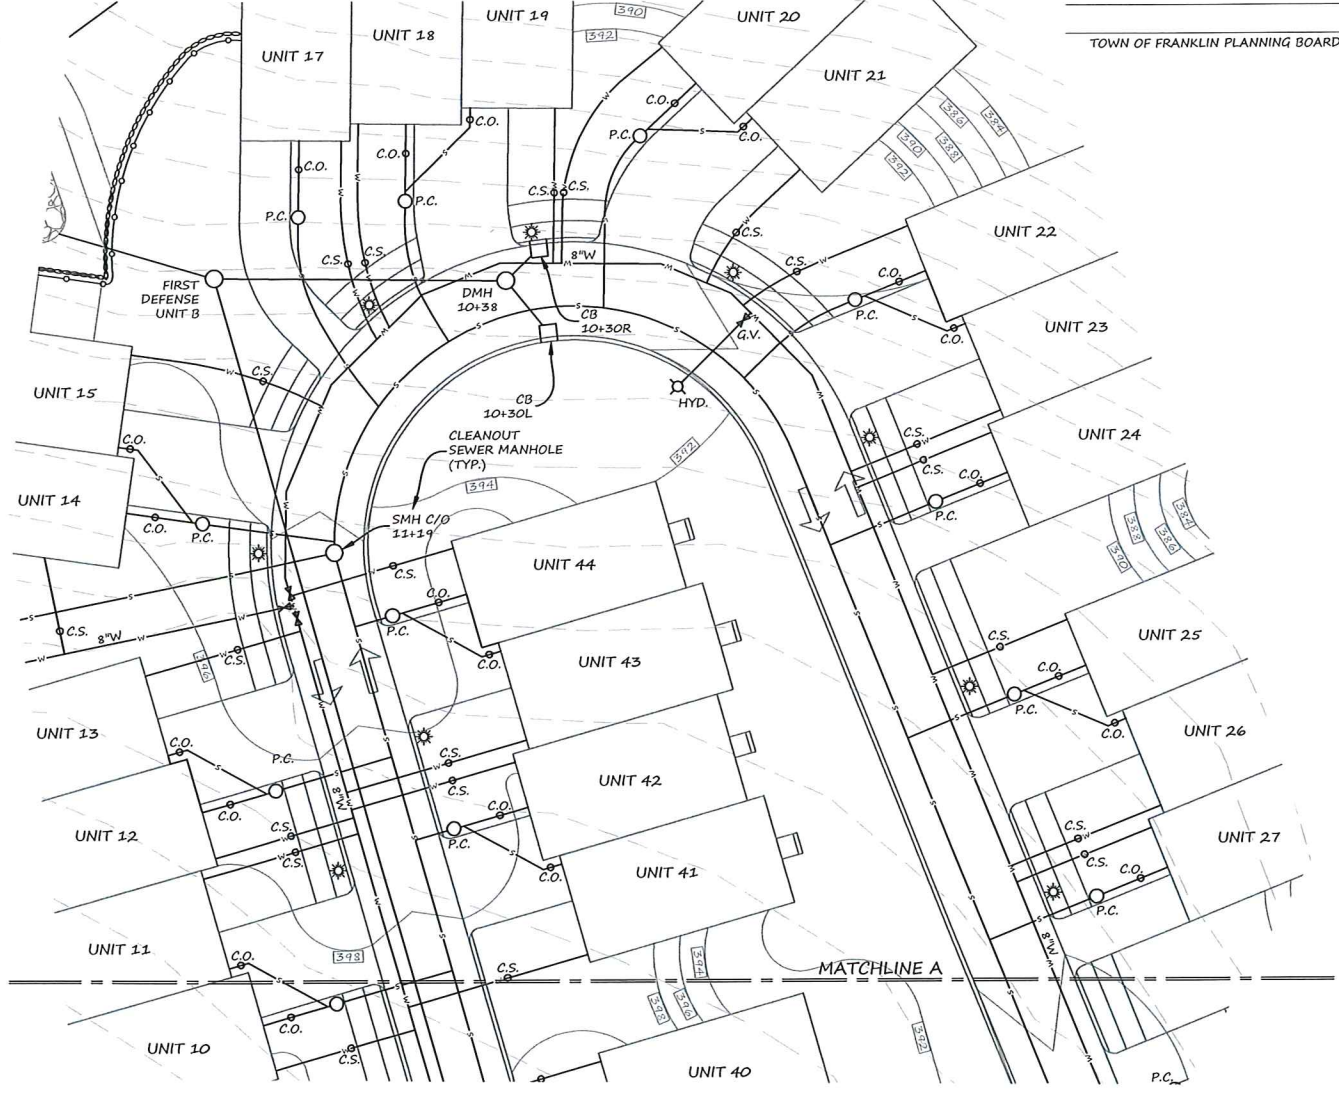 UNIT 19
390
392
UNIT 20
TOWN OF FRANKLIN PLANNING BOARD
UNIT 17
UNIT 18
UNIT 21
C.O.
C.O.
P.C.
S
C.O.
386
384
390
388
392
C.O.
C.O.
P.C.
P.C.
C.S.
C.S.
C.S.
UNIT 22
C.S.
C.S.
8"W
C.S.
C.O.
FIRST
DEFENSE
UNIT B
DMH
10+38
CB
10+30R
G.V.
P.C.
C.O.
UNIT 23
UNIT 15
C.S.
CB
10+30L
HYD.
C.O.
CLEANOUT
SEWER MANHOLE
(TYP.)
392
C.S.
C.S.
UNIT 24
C.O.
UNIT 14
394
C.O.
P.C.
SMH C/O
11+19
P.C.
384
388
386
390
UNIT 44
C.S.
C.O.
P.C.
C.S.
8"W
C.S.
396
C.O.
UNIT 43
C.S.
C.O.
UNIT 25
P.C.
C.O.
UNIT 13
C.O.
P.C.
C.S.
C.S.
UNIT 26
8"W
UNIT 42
C.O.
C.O.
P.C.
UNIT 12
C.S.
C.S.
C.O.
UNIT 41
C.S.
C.S.
C.O.
UNIT 27
P.C.
UNIT 11
C.O.
398
C.S.
394
MATCHLINE A
8"W
398
396
C.O.
C.S.
UNIT 10
392
UNIT 40
P.C.